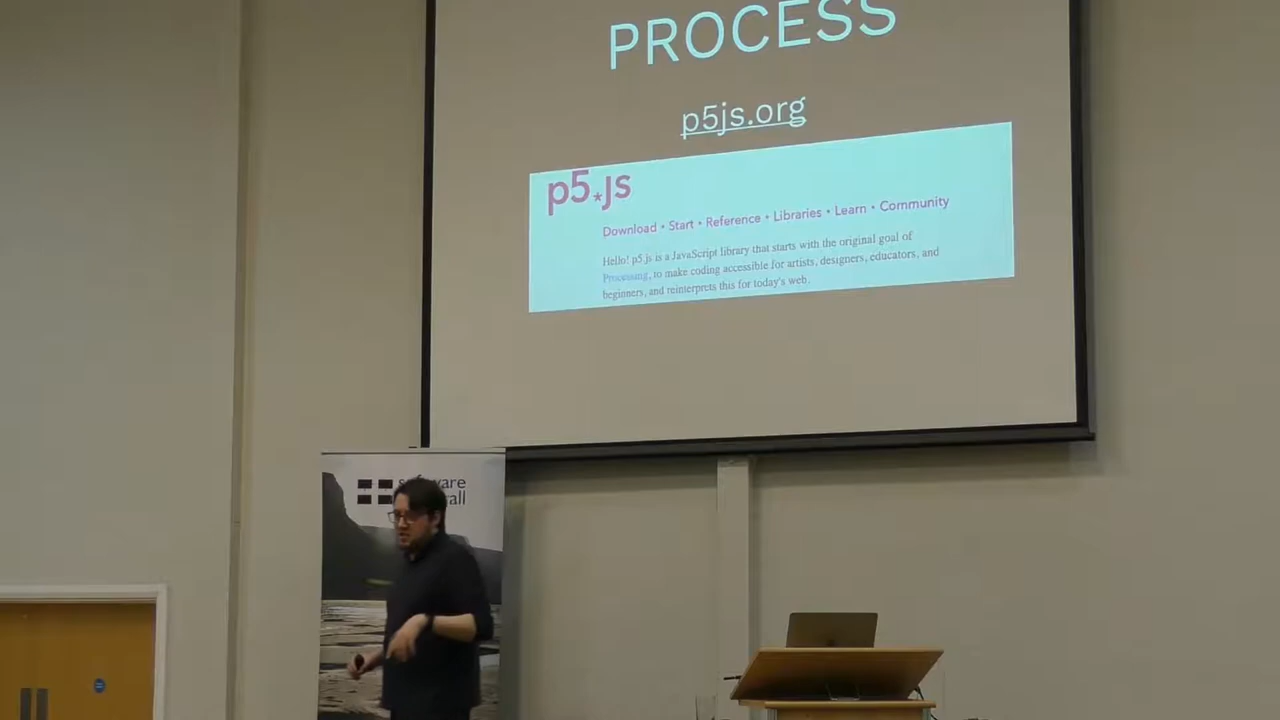 PROCESS
p5js.org
p5.js
Download • Start • Reference • Libraries • Learn • Community
Hello! p5.js is a JavaScript library that starts with the original goal of
Processing, to make coding accessible for artists, designers, educators, and
beginners, and reinterprets this for today's web.